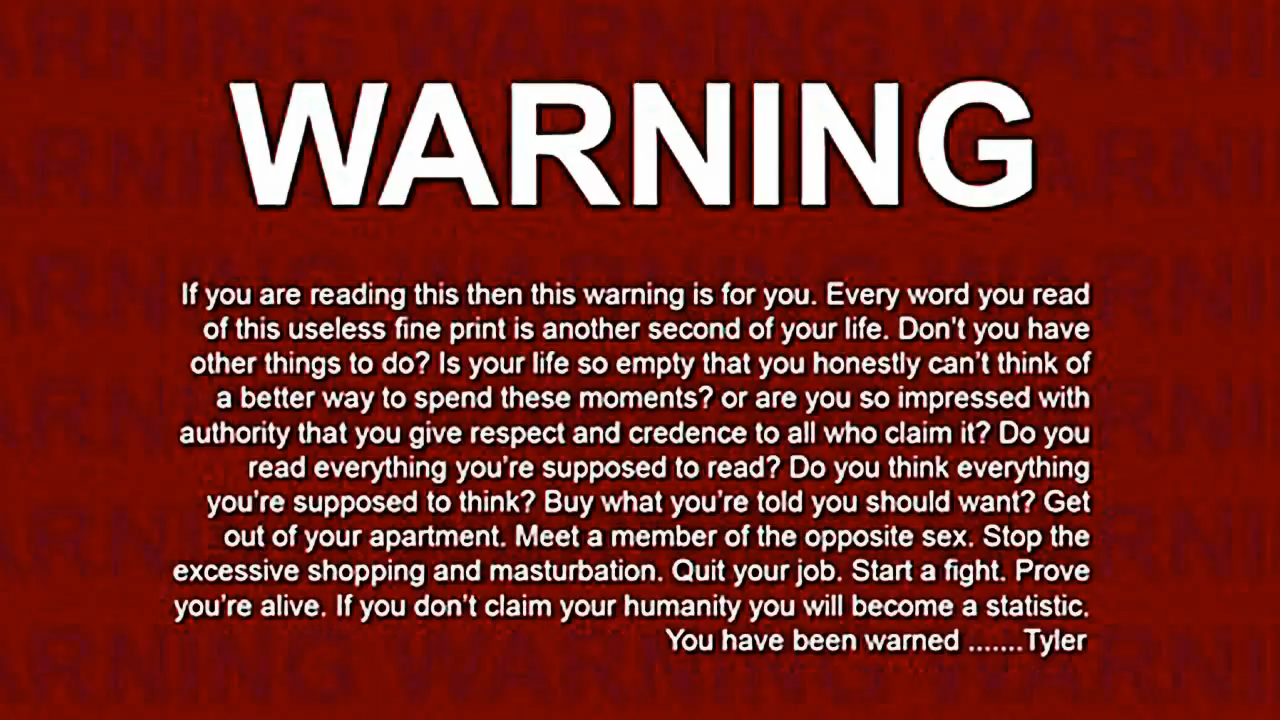 WARNING
If you are reading this then this warning is for you. Every word you read
of this useless fine print is another second of your life. Don't you have
other things to do? Is your life so empty that you honestly can't think of
a better way to spend these moments? or are you so impressed with
authority that you give respect and credence to all who claim it? Do you
read everything you're supposed to read? Do you think everything
you're supposed to think? Buy what you're told you should want? Get
out of your apartment. Meet a member of the opposite sex. Stop the
excessive shopping and masturbation. Quit your job. Start a fight. Prove
you're alive. If you don't claim your humanity you will become a statistic.
You have been warned .......Tyler